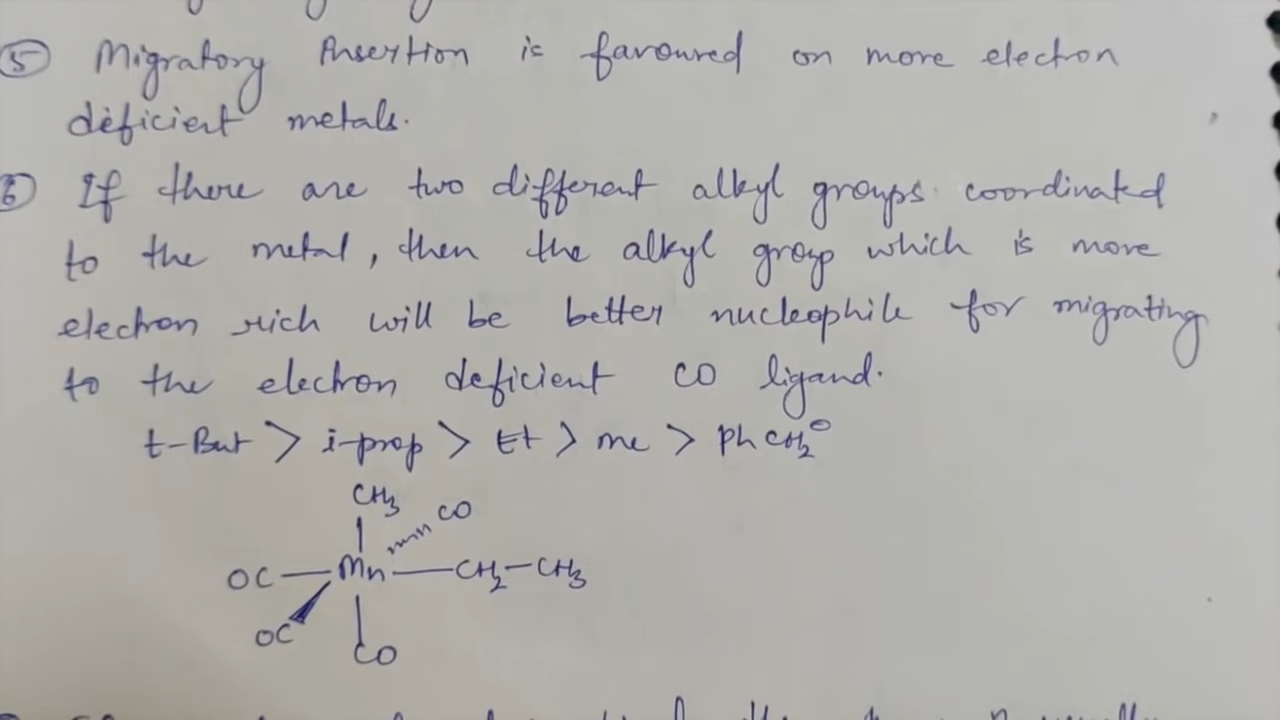 ⑤ Migratory Insertion is favoured on more electron
deficient metals.
⑥ If there are two different alkyl groups coordinated
to the metal, then the alkyl group which is more
electron rich will be better nucleophile for migrating
to the electron deficient CO ligand.
t-But > i-prop > Et > me > PhCH₂⊖
CH₃
CO
OC—Mn—CH₂—CH₃
OC
CO